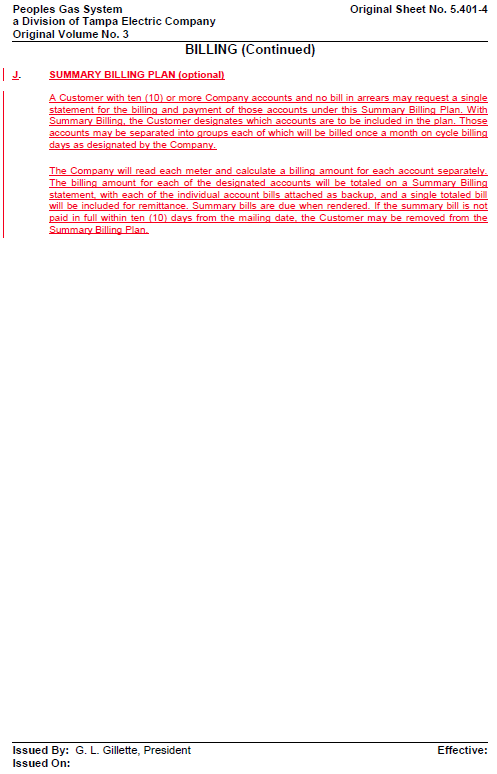 Peoples Gas System Original Sheet No. 5.401-4
a Division of Tampa Electric Company
Original Volume No. 3
BILLING (Continued)
J. SUMMARY BILLING PLAN (optional)
A Customer with ten (10) or more Company accounts and no bill in arrears may request a single
statement for the billing and payment of those accounts under this Summary Billing Plan. With
Summary Billing, the Customer designates which accounts are to be included in the plan. Those
accounts may be separated into groups each of which will be billed once a month on cycle billing
days as designated by the Company.
The Company will read each meter and calculate a billing amount for each account separately.
The billing amount for each of the designated accounts will be totaled on a Summary Billing
statement, with each of the individual account bills attached as backup, and a single totaled bill
will be included for remittance. Summary bills are due when rendered. If the summary bill is not
paid in full within ten (10) days from the mailing date, the Customer may be removed from the
Summary Billing Plan.
Issued By: G. L. Gillette, President Effective:
Issued On: